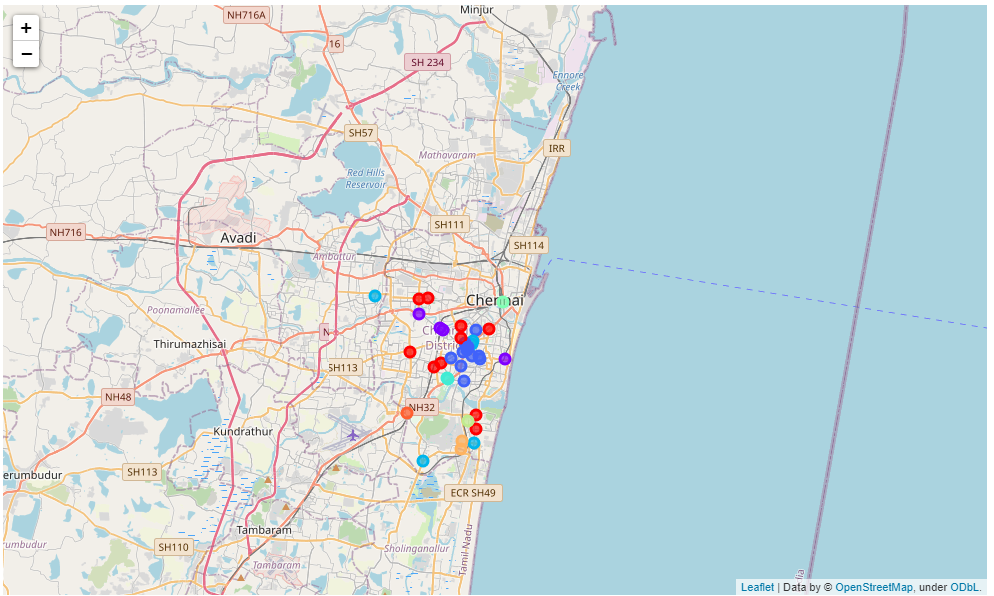 Minjur
NH716A
16
+
−
SH 234
Ennore
Creek
SH57
IRR
Mathavaram
Red Hills
Reservoir
SH111
NH716
Avadi
SH114
Ambattur
Chennai
Poonamallee
N
Thirumazhisai
SH113
NH48
NH32
Kundrathur
SH113
erumbudur
ECR SH49
Tambaram
rumbudur
SH110
Sholinganallur
Tamil Nadu
Tambaram
Leaflet | Data by © OpenStreetMap, under ODbL.